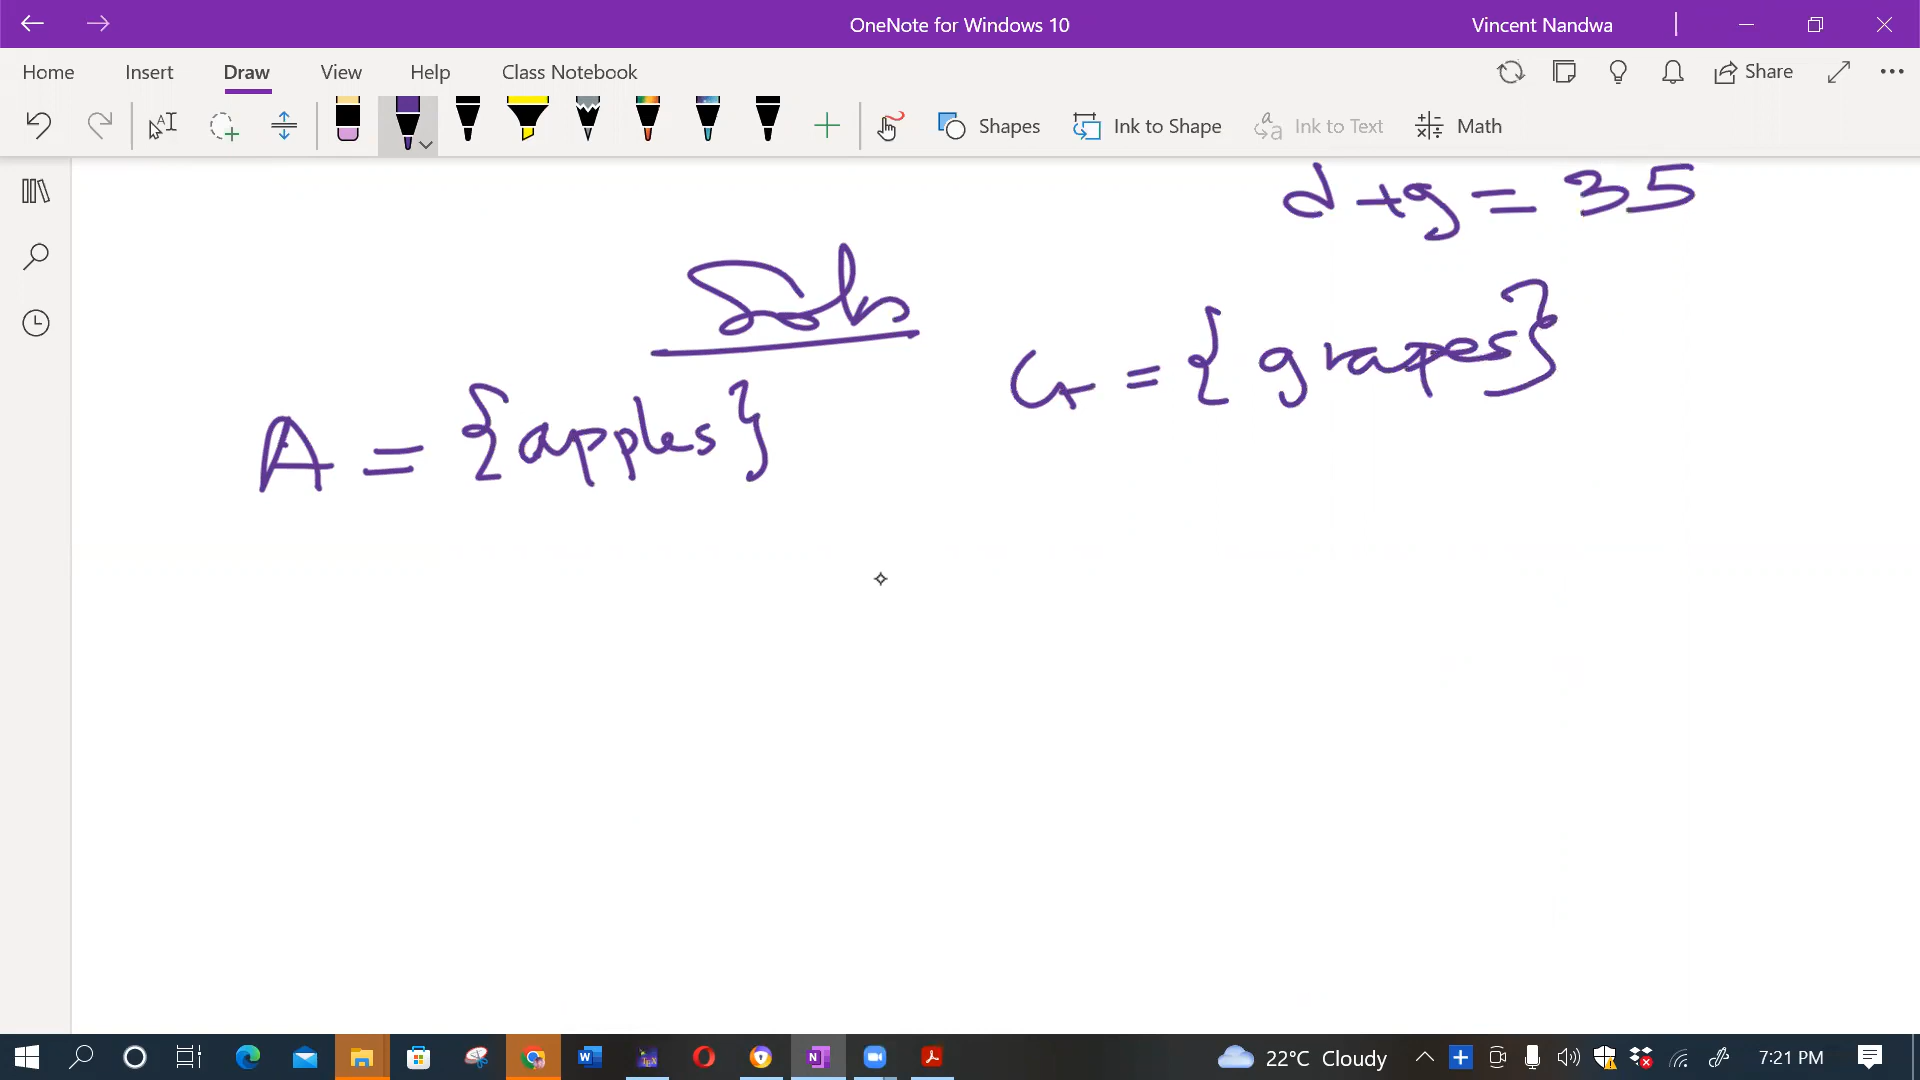 OneNote for Windows 10
Vincent Nandwa
Home Insert Draw View Help Class Notebook
Share
Shapes Ink to Shape Ink to Text Math
d+g = 35
Soln
G = {grapes}
A = {apples}
22°C Cloudy
7:21 PM